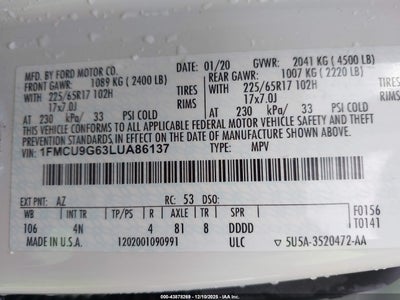 MFD. BY FORD MOTOR CO.
DATE: 01/20 GVWR: 2041 KG (4500 LB)
FRONT GAWR: 1089 KG (2400 LB)
REAR GAWR: 1007 KG (2220 LB)
WITH 225/65R17 102H TIRES
WITH 225/65R17 102H
17x7.0J RIMS
17x7.0J
AT 230 kPa/ 33 PSI COLD
AT 230 kPa/ 33 PSI COLD
THIS VEHICLE CONFORMS TO ALL APPLICABLE FEDERAL MOTOR VEHICLE SAFETY, BUMPER, AND THEFT
PREVENTION STANDARDS IN EFFECT ON THE DATE OF MANUFACTURE SHOWN ABOVE.
VIN: 1FMCU9G63LUA86137 TYPE: MPV
EXT PNT: AZ RC: 53 DSO: F0156
WB INT TR TP/PS R AXLE TR SPR T0141
106 4N 4 81 8 DDDD
MADE IN U.S.A. 1202001090991 ULC 5U5A-3520472-AA
(ITEM) 000-43878269 - 12/10/2025 - IAA Inc.